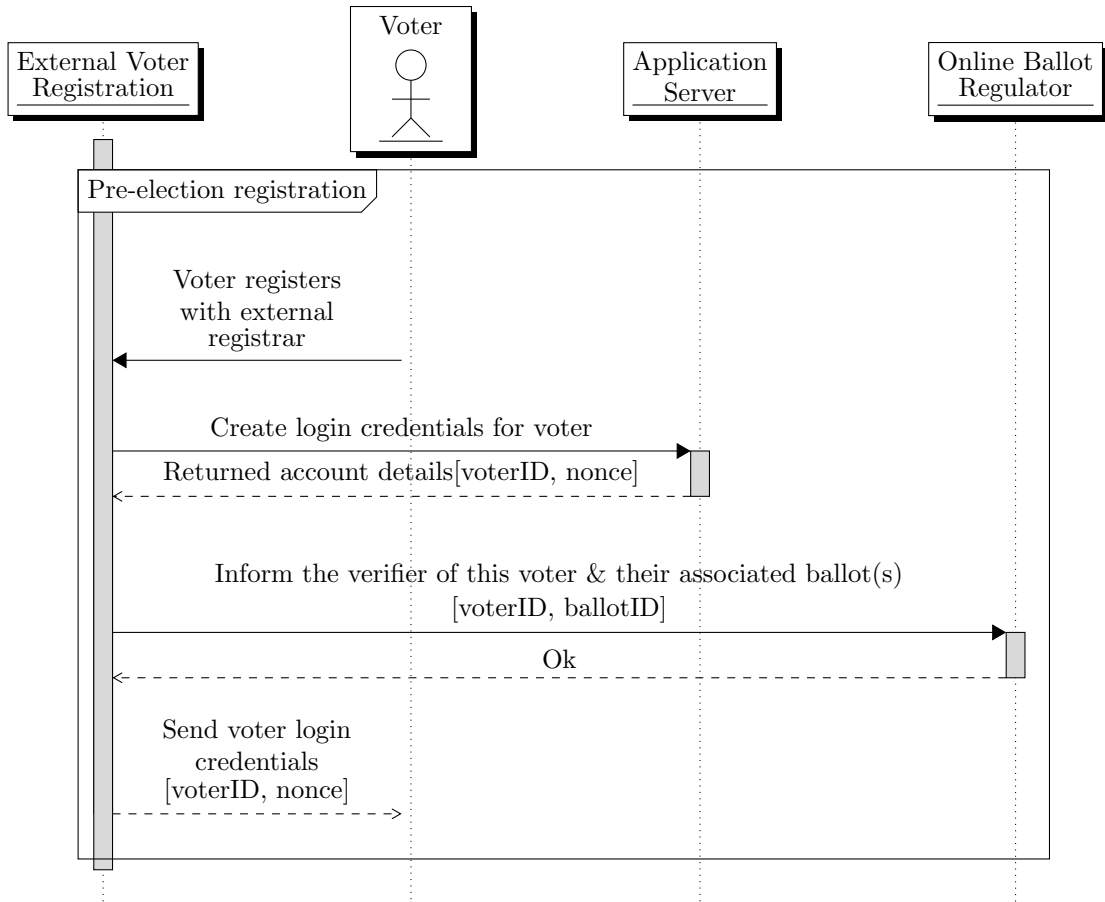 External Voter
Registration
Voter
Application
Server
Online Ballot
Regulator
Pre-election registration
Voter registers
with external
registrar
Create login credentials for voter
Returned account details[voterID, nonce]
Inform the verifier of this voter & their associated ballot(s)
[voterID, ballotID]
Ok
Send voter login
credentials
[voterID, nonce]